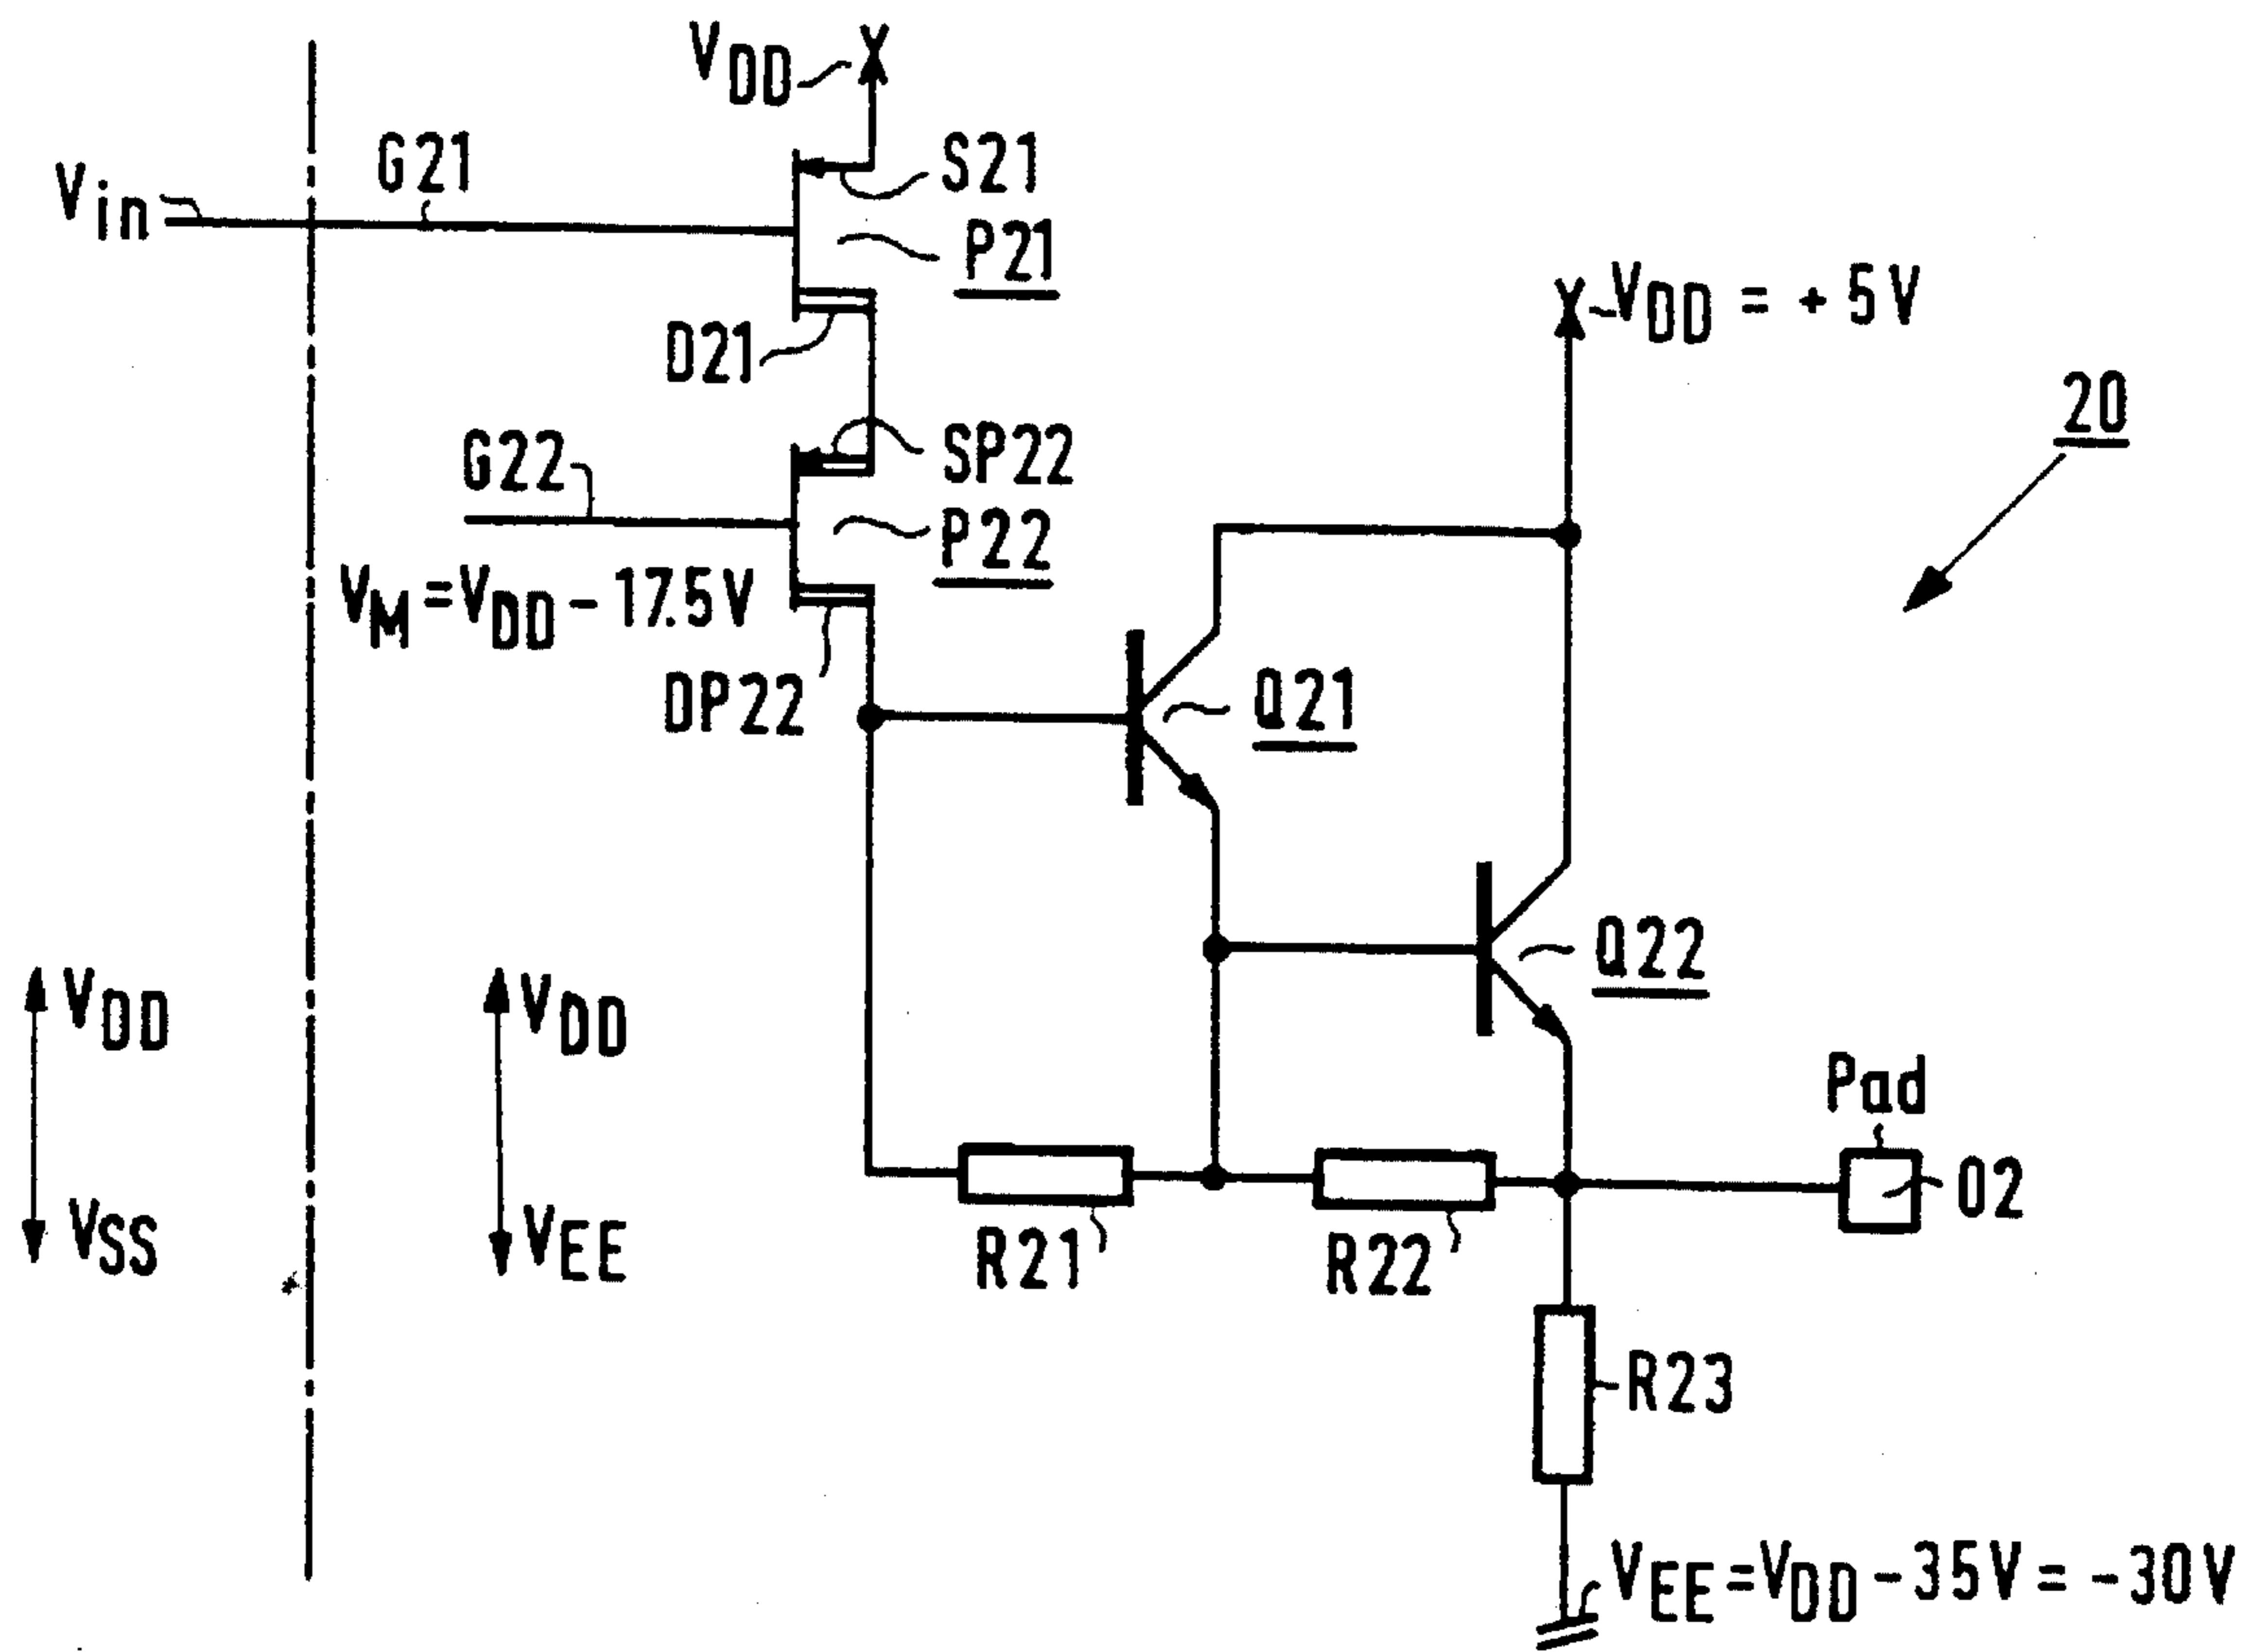 VDD
G21
S21
Vin
P21
D21
VDD = + 5V
20
SP22
G22
P22
VM = VDD - 17.5V
DP22
Q21
Q22
VDD
VDD
Pad
O2
VSS
VEE
R21
R22
R23
VEE = VDD - 35V = -30V